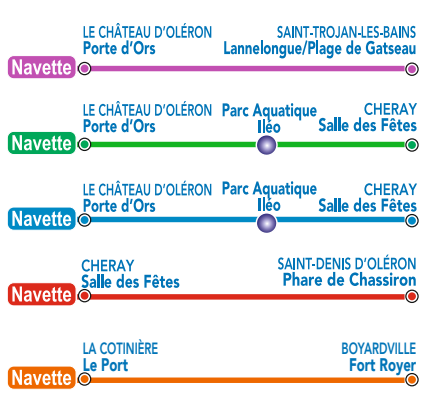 LE CHÂTEAU D'OLÉRON SAINT-TROJAN-LES-BAINS
Porte d'Ors Lannelongue/Plage de Gatseau
Navette
LE CHÂTEAU D'OLÉRON Parc Aquatique CHERAY
Porte d'Ors Iléo Salle des Fêtes
Navette
LE CHÂTEAU D'OLÉRON Parc Aquatique CHERAY
Porte d'Ors Iléo Salle des Fêtes
Navette
CHERAY SAINT-DENIS D'OLÉRON
Salle des Fêtes Phare de Chassiron
Navette
LA COTINIÈRE BOYARDVILLE
Le Port Fort Royer
Navette